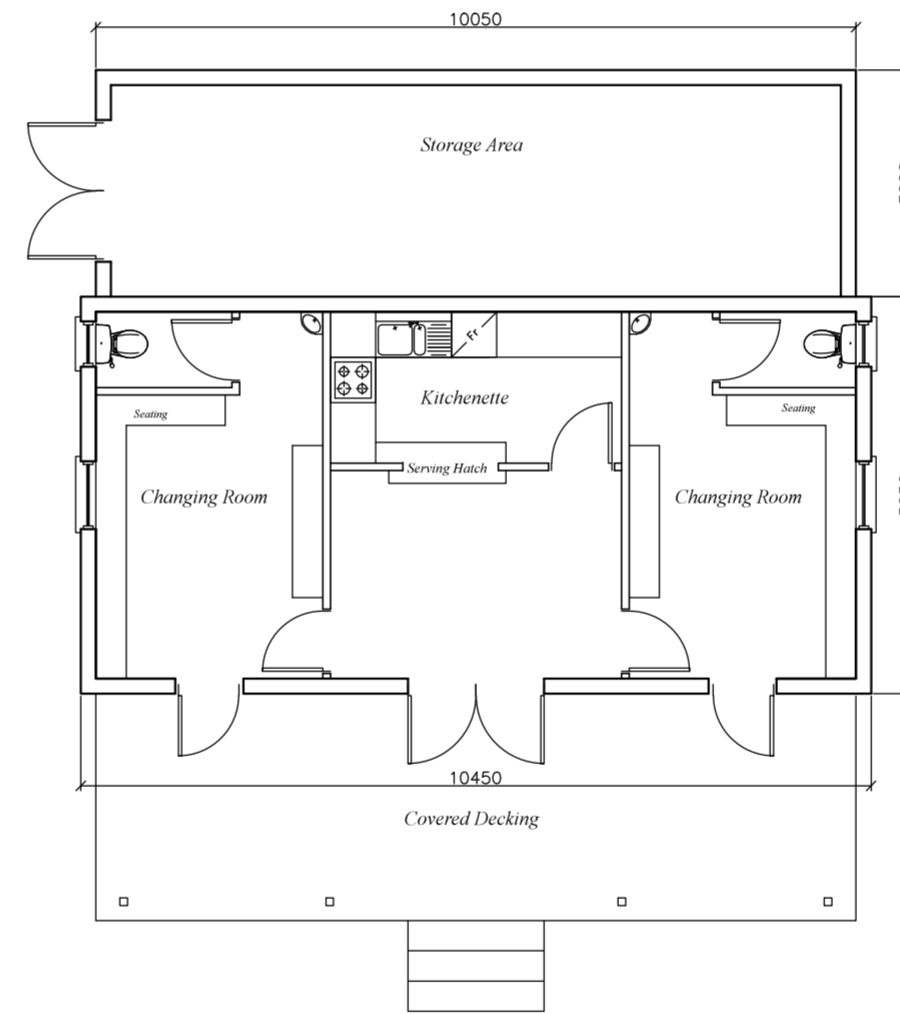 10050
Storage Area
Fr
Kitchenette
Seating
Seating
Serving Hatch
Changing Room
Changing Room
10450
Covered Decking